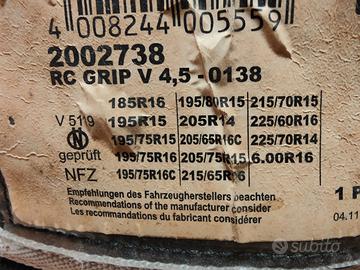 4 008244 005559
2002738
RC GRIP V 4,5 - 0138
185R16 195/80R15 215/70R15
V 5119 195R15 205R14 225/60R16
195/75R15 205/65R16C 225/70R14
geprüft 195/75R16 205/75R15 6.00R16
NFZ 195/75R16C 215/65R16
Empfehlungen des Fahrzeugherstellers beachten
Recommendations of the manufacturer consider
Les recommandations du fabricant considérer
1 P
04.11
subito